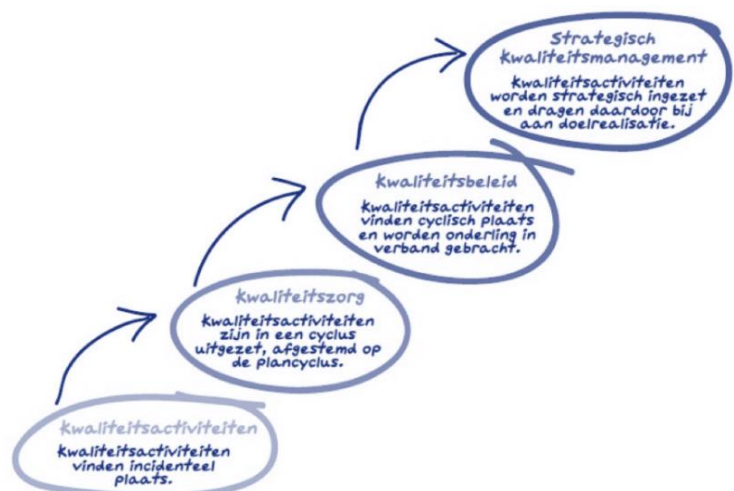 Strategisch
kwaliteitsmanagement
Kwaliteitsactiviteiten
worden strategisch ingezet
en dragen daardoor bij
aan doelrealisatie.
Kwaliteitsbeleid
Kwaliteitsactiviteiten
vinden cyclisch plaats
en worden onderling in
verband gebracht.
Kwaliteitszorg
Kwaliteitsactiviteiten
zijn in een cyclus
uitgezet, afgestemd op
de plancyclus.
Kwaliteitsactiviteiten
Kwaliteitsactiviteiten
vinden incidenteel
plaats.